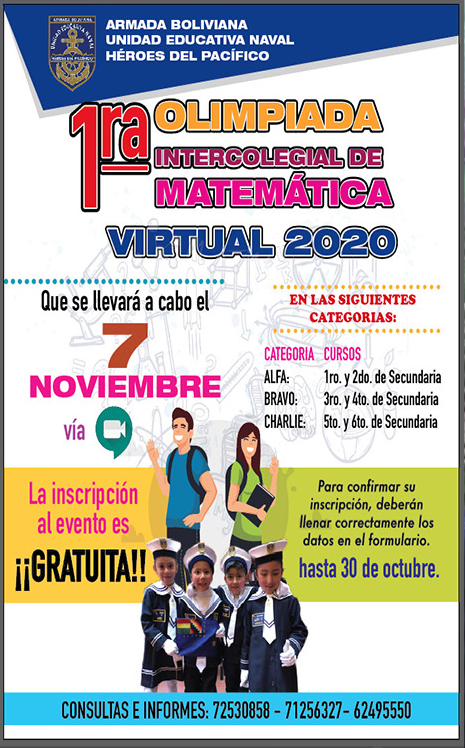 ARMADA BOLIVIANA
UNIDAD EDUCATIVA NAVAL
HÉROES DEL PACÍFICO
1ra OLIMPIADA
INTERCOLEGIAL DE
MATEMÁTICA
VIRTUAL 2020
Que se llevará a cabo el
7
NOVIEMBRE
vía
EN LAS SIGUIENTES
CATEGORIAS:
CATEGORIA CURSOS
ALFA: 1ro. y 2do. de Secundaria
BRAVO: 3ro. y 4to. de Secundaria
CHARLIE: 5to. y 6to. de Secundaria
La inscripción
al evento es
¡¡GRATUITA!!
Para confirmar su
inscripción, deberán
llenar correctamente los
datos en el formulario.
hasta 30 de octubre.
CONSULTAS E INFORMES: 72530858 - 71256327- 62495550